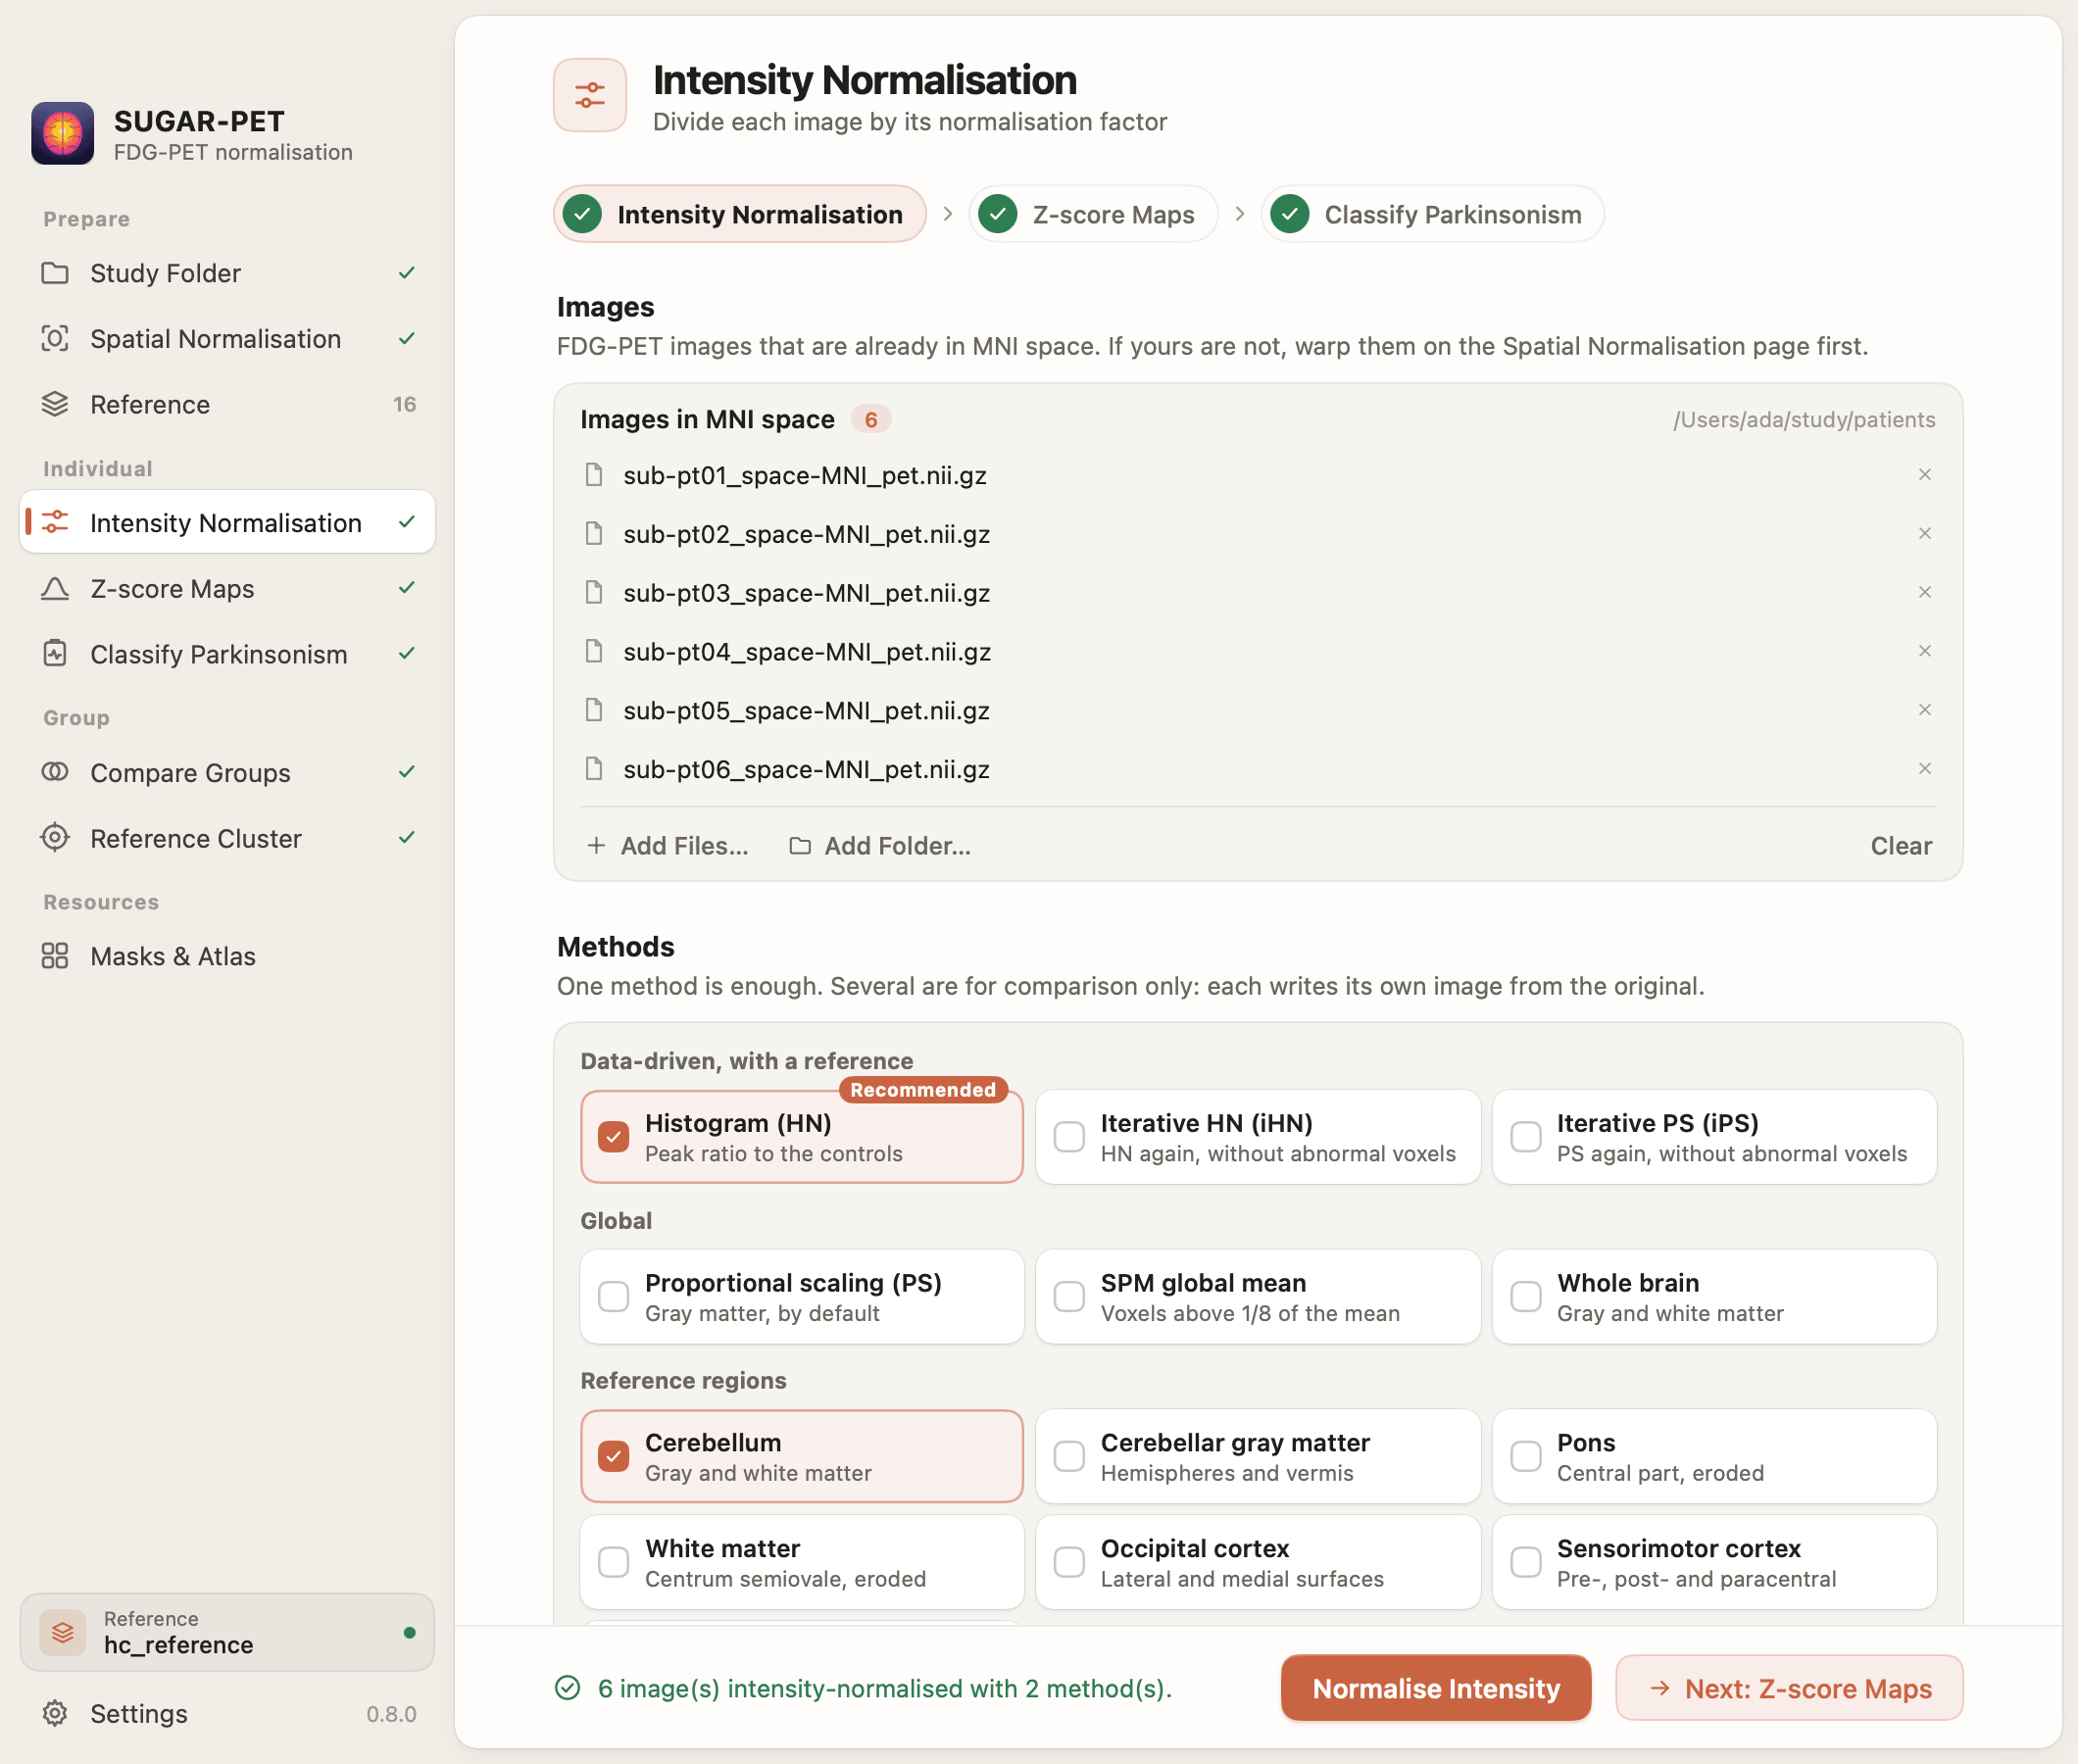 SUGAR-PET
FDG-PET normalisation
Prepare
Study Folder
Spatial Normalisation
Reference 16
Individual
Intensity Normalisation
Z-score Maps
Classify Parkinsonism
Group
Compare Groups
Reference Cluster
Resources
Masks & Atlas
Reference
hc_reference
Settings 0.8.0
Intensity Normalisation
Divide each image by its normalisation factor
Intensity Normalisation > Z-score Maps > Classify Parkinsonism
Images
FDG-PET images that are already in MNI space. If yours are not, warp them on the Spatial Normalisation page first.
Images in MNI space 6 /Users/ada/study/patients
sub-pt01_space-MNI_pet.nii.gz
sub-pt02_space-MNI_pet.nii.gz
sub-pt03_space-MNI_pet.nii.gz
sub-pt04_space-MNI_pet.nii.gz
sub-pt05_space-MNI_pet.nii.gz
sub-pt06_space-MNI_pet.nii.gz
Add Files... Add Folder... Clear
Methods
One method is enough. Several are for comparison only: each writes its own image from the original.
Data-driven, with a reference
Recommended
Histogram (HN)
Peak ratio to the controls
Iterative HN (iHN)
HN again, without abnormal voxels
Iterative PS (iPS)
PS again, without abnormal voxels
Global
Proportional scaling (PS)
Gray matter, by default
SPM global mean
Voxels above 1/8 of the mean
Whole brain
Gray and white matter
Reference regions
Cerebellum
Gray and white matter
Cerebellar gray matter
Hemispheres and vermis
Pons
Central part, eroded
White matter
Centrum semiovale, eroded
Occipital cortex
Lateral and medial surfaces
Sensorimotor cortex
Pre-, post- and paracentral
6 image(s) intensity-normalised with 2 method(s).
Normalise Intensity
Next: Z-score Maps